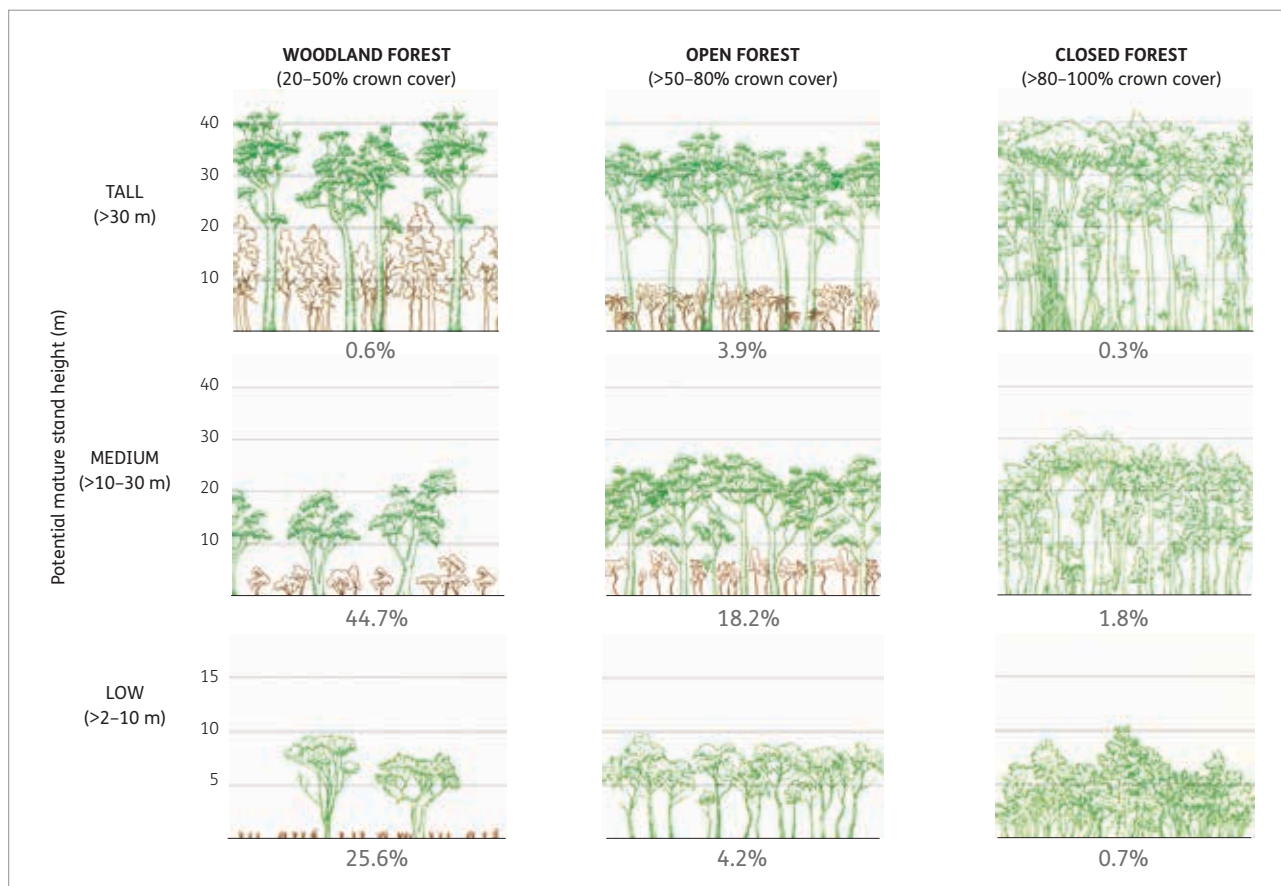 WOODLAND FOREST
(20–50% crown cover)
OPEN FOREST
(>50–80% crown cover)
CLOSED FOREST
(>80–100% crown cover)
Potential mature stand height (m)
TALL
(>30 m)
40
30
20
10
0.6%
3.9%
0.3%
MEDIUM
(>10–30 m)
40
30
20
10
44.7%
18.2%
1.8%
LOW
(>2–10 m)
15
10
5
25.6%
4.2%
0.7%